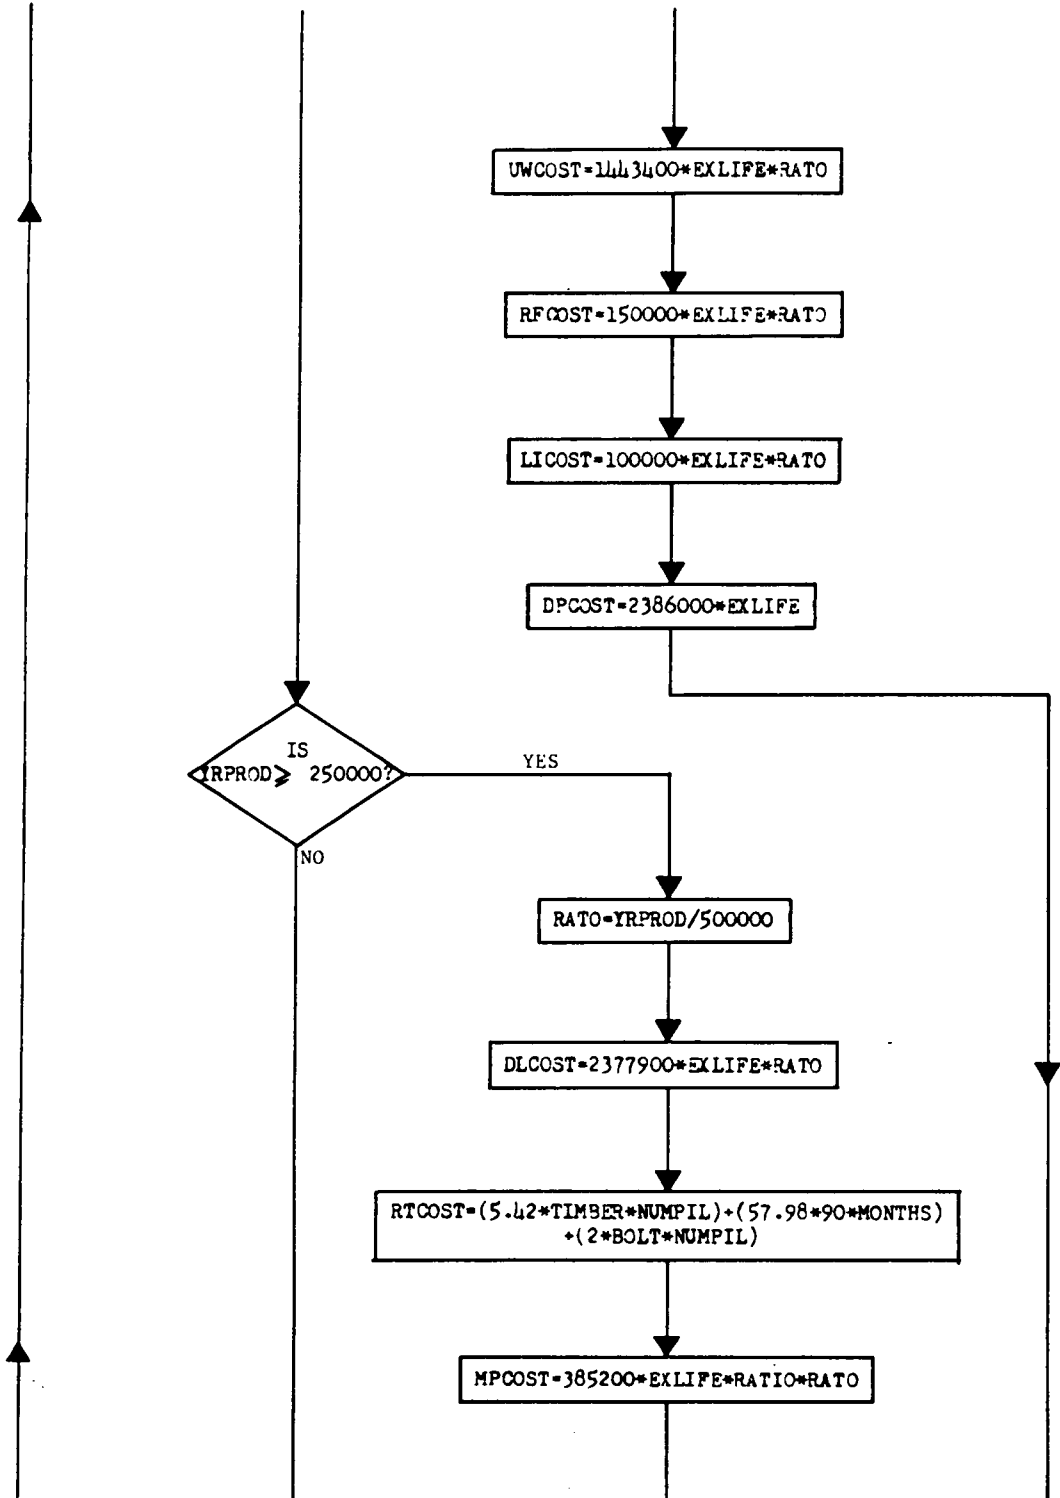 UWCOST=1443400*EXLIFE*RATO
RFCOST=150000*EXLIFE*RATO
LICOST=100000*EXLIFE*RATO
DPCOST=2386000*EXLIFE
IS
YRPROD≥ 250000?
YES
NO
RATO=YRPROD/500000
DLCOST=2377900*EXLIFE*RATO
RTCOST=(5.42*TIMBER*NUMPIL)+(57.98*90*MONTHS)
+(2*BOLT*NUMPIL)
MPCOST=385200*EXLIFE*RATIO*RATO